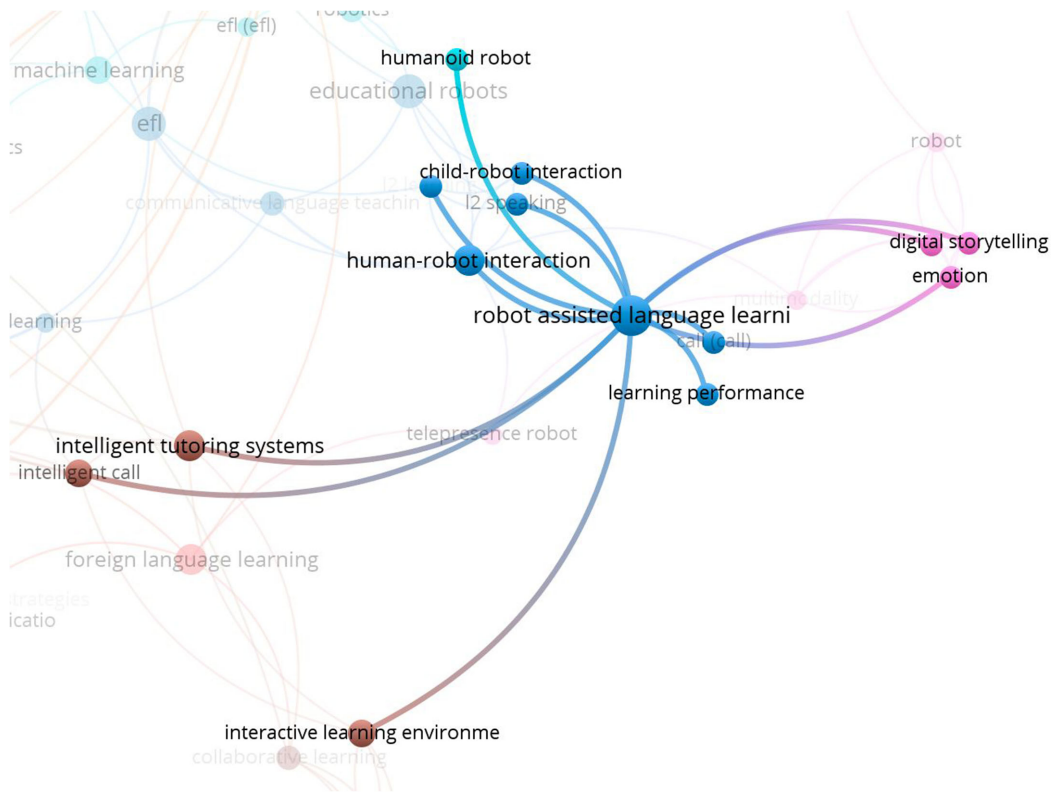 robotics
efl (efl)
humanoid robot
machine learning
educational robots
efl
robot
cs
child-robot interaction
l2
communicative language teachin
l2 speaking
digital storytelling
human-robot interaction
emotion
multimodality
robot assisted language learni
learning
call (call)
learning performance
telepresence robot
intelligent tutoring systems
intelligent call
foreign language learning
strategies
icatio
interactive learning environme
collaborative learning